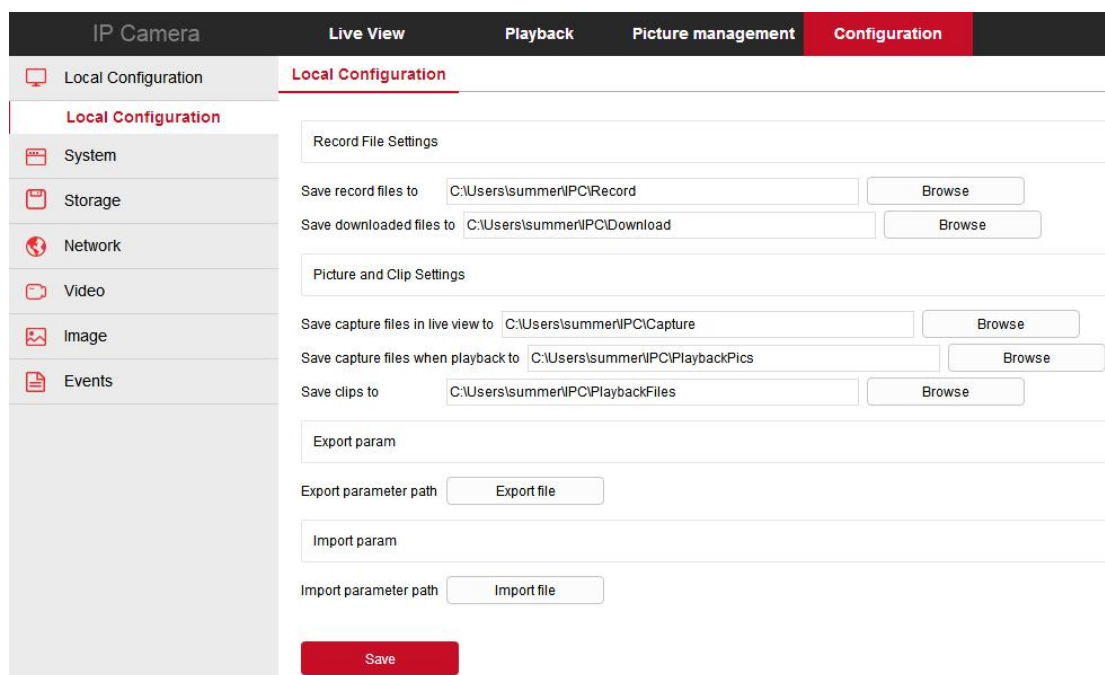 IP Camera Live View Playback Picture management Configuration
Local Configuration
Local Configuration
System
Storage
Network
Video
Image
Events
Local Configuration
Record File Settings
Save record files to C:\Users\summer\IPC\Record Browse
Save downloaded files to C:\Users\summer\IPC\Download Browse
Picture and Clip Settings
Save capture files in live view to C:\Users\summer\IPC\Capture Browse
Save capture files when playback to C:\Users\summer\IPC\PlaybackPics Browse
Save clips to C:\Users\summer\IPC\PlaybackFiles Browse
Export param
Export parameter path Export file
Import param
Import parameter path Import file
Save